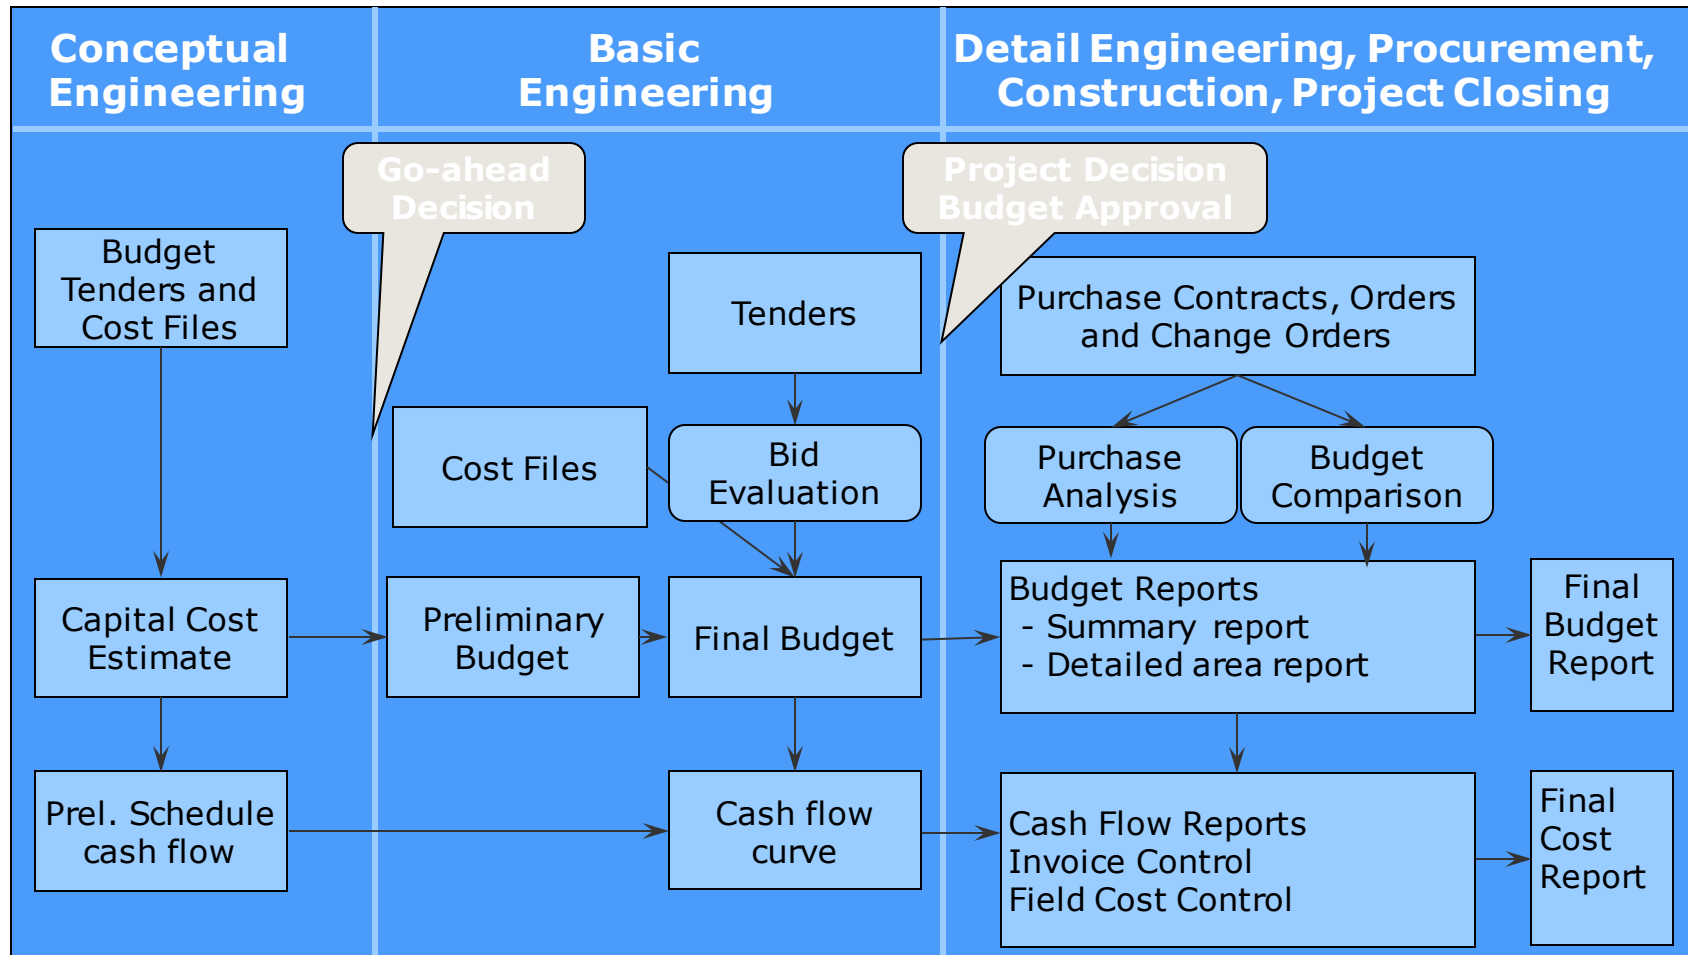 Conceptual
Engineering
Basic
Engineering
Detail Engineering, Procurement,
Construction, Project Closing
Go-ahead
Decision
Project Decision
Budget Approval
Budget
Tenders and
Cost Files
Tenders
Purchase Contracts, Orders
and Change Orders
Cost Files
Bid
Evaluation
Purchase
Analysis
Budget
Comparison
Capital Cost
Estimate
Preliminary
Budget
Final Budget
Budget Reports
- Summary report
- Detailed area report
Final
Budget
Report
Prel. Schedule
cash flow
Cash flow
curve
Cash Flow Reports
Invoice Control
Field Cost Control
Final
Cost
Report